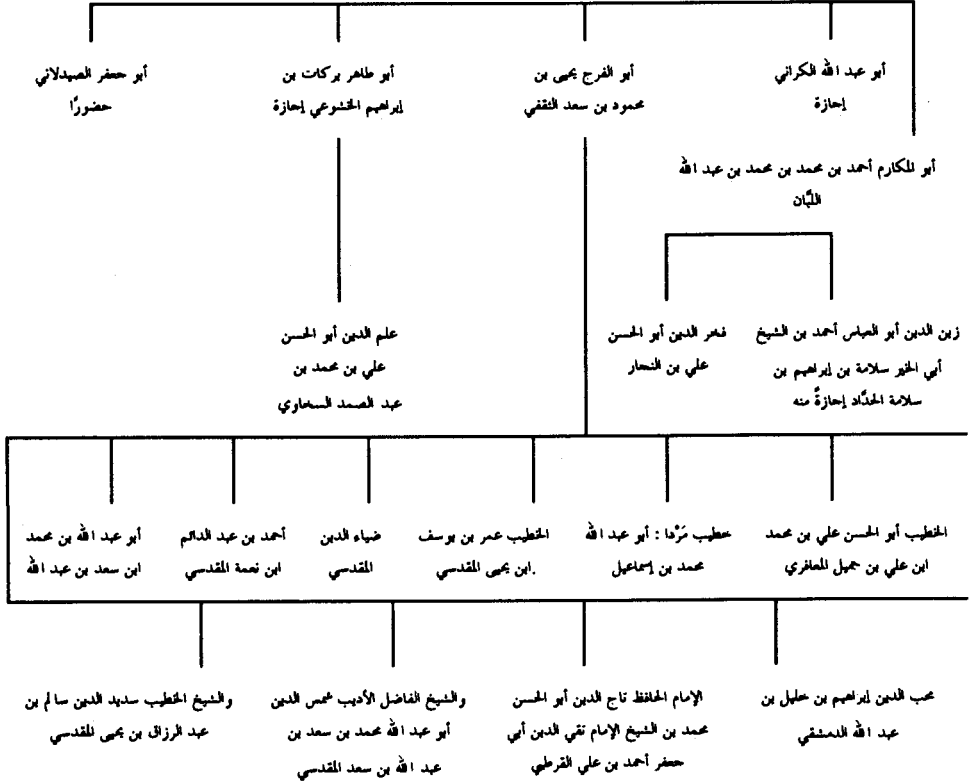 أبو عبد الله الكراني
إجازة
أبو الفرج يحيى بن
محمود بن سعد الثقفي
أبو طاهر بركات بن
إبراهيم الخشوعي إجازة
أبو جعفر الصيدلاني
حضورًا
أبو المكارم أحمد بن محمد بن محمد بن عبد الله
اللَّبَّان
زين الدين أبو العباس أحمد بن الشيخ
أبي الخير سلامة بن إبراهيم بن
سلامة الحدَّاد إجازةً منه
فخر الدين أبو الحسن
علي بن النجار
علم الدين أبو الحسن
علي بن محمد بن
عبد الصمد السخاوي
الخطيب أبو الحسن علي بن محمد
ابن علي بن جميل المعافري
خطيب مَرْدا : أبو عبد الله
محمد بن إسماعيل
الخطيب عمر بن يوسف
ابن يحيى المقدسي.
ضياء الدين
المقدسي
أحمد بن عبد الدائم
ابن نعمة المقدسي
أبو عبد الله بن محمد
ابن سعد بن عبد الله
محب الدين إبراهيم بن خليل بن
عبد الله الدمشقي
الإمام الحافظ تاج الدين أبو الحسن
محمد بن الشيخ الإمام تقي الدين أبي
جعفر أحمد بن علي القرطبي
والشيخ الفاضل الأديب شمس الدين
أبو عبد الله محمد بن سعد بن
عبد الله بن سعد المقدسي
والشيخ الخطيب سديد الدين سالم بن
عبد الرزاق بن يحيى المقدسي